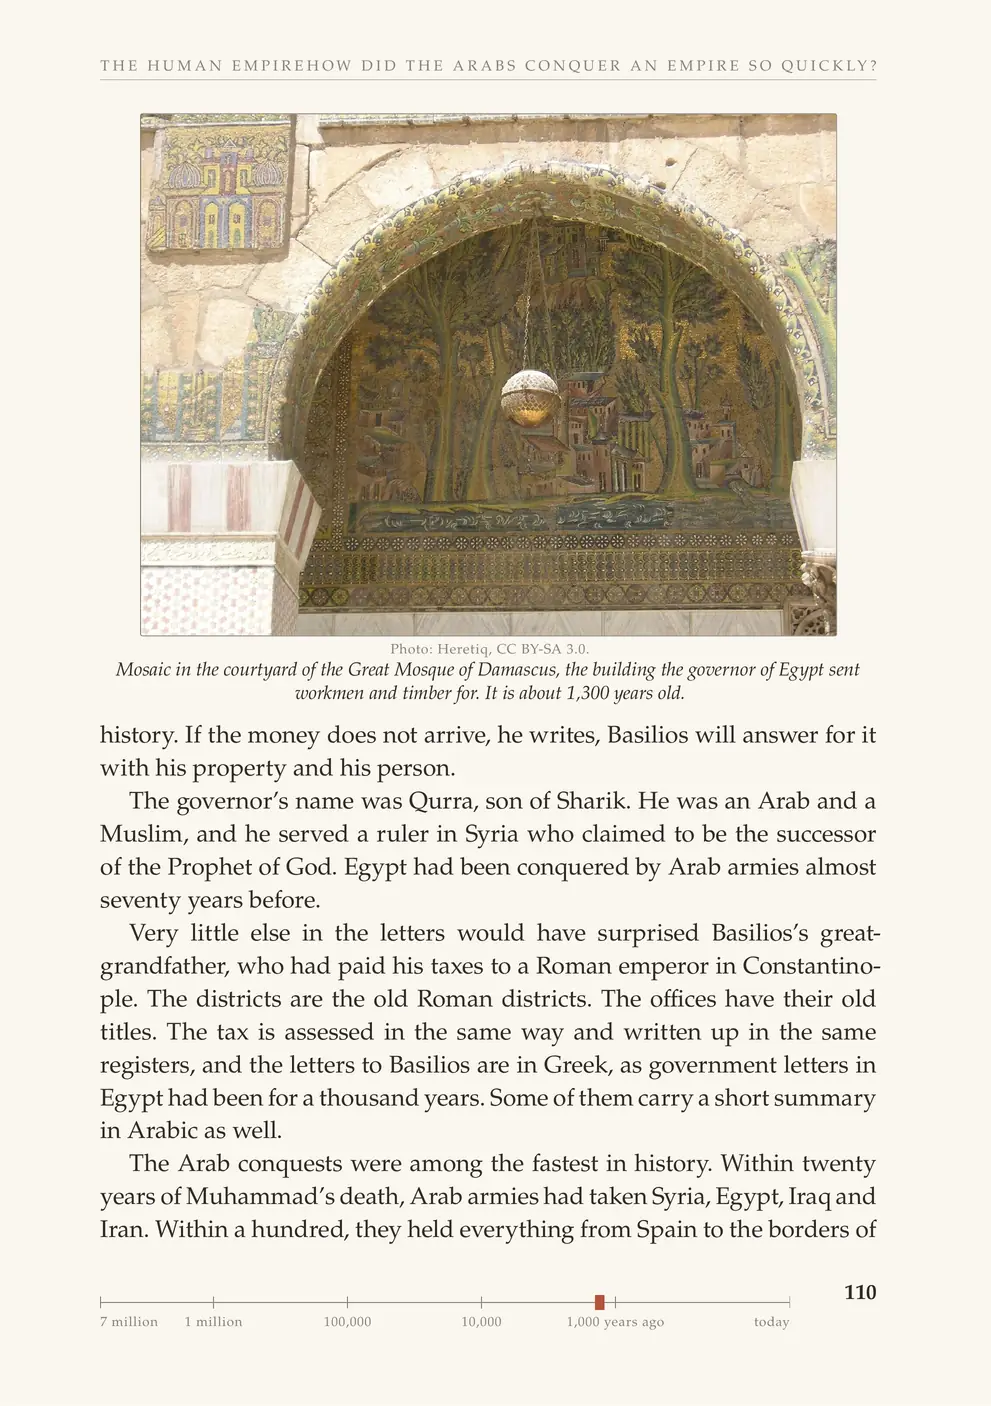 THE HUMAN EMPIREHOW DID THE ARABS CONQUER AN EMPIRE SO QUICKLY?
Photo: Heretiq, CC BY-SA 3.0.
Mosaic in the courtyard of the Great Mosque of Damascus, the building the governor of Egypt sent
workmen and timber for. It is about 1,300 years old.
history. If the money does not arrive, he writes, Basilios will answer for it
with his property and his person.
The governor’s name was Qurra, son of Sharik. He was an Arab and a
Muslim, and he served a ruler in Syria who claimed to be the successor
of the Prophet of God. Egypt had been conquered by Arab armies almost
seventy years before.
Very little else in the letters would have surprised Basilios’s great-
grandfather, who had paid his taxes to a Roman emperor in Constantino-
ple. The districts are the old Roman districts. The offices have their old
titles. The tax is assessed in the same way and written up in the same
registers, and the letters to Basilios are in Greek, as government letters in
Egypt had been for a thousand years. Some of them carry a short summary
in Arabic as well.
The Arab conquests were among the fastest in history. Within twenty
years of Muhammad’s death, Arab armies had taken Syria, Egypt, Iraq and
Iran. Within a hundred, they held everything from Spain to the borders of
110
7 million 1 million 100,000 10,000 1,000 years ago today